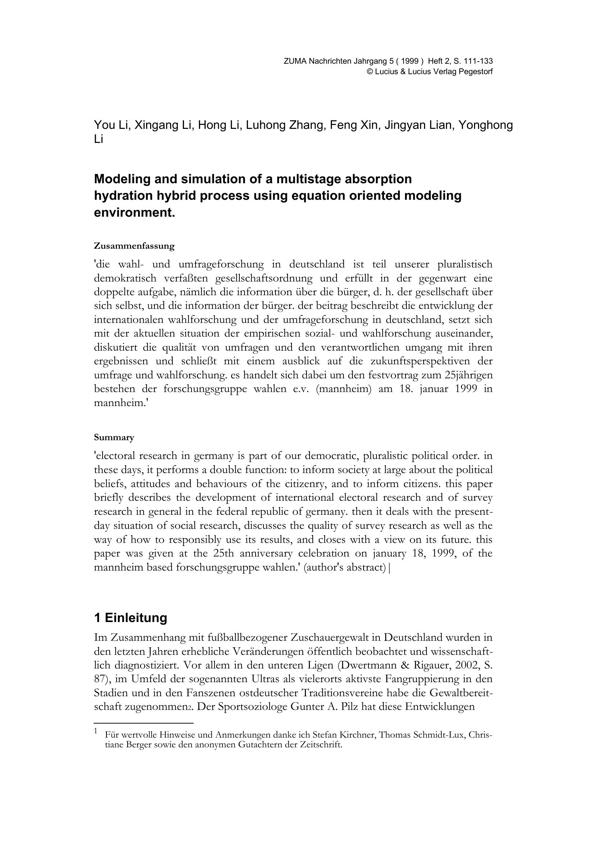 ZUMA Nachrichten Jahrgang 5 ( 1999 ) Heft 2, S. 111-133
© Lucius & Lucius Verlag Pegestorf
You Li, Xingang Li, Hong Li, Luhong Zhang, Feng Xin, Jingyan Lian, Yonghong
Li
Modeling and simulation of a multistage absorption
hydration hybrid process using equation oriented modeling
environment.
Zusammenfassung
'die wahl- und umfrageforschung in deutschland ist teil unserer pluralistisch
demokratisch verfaßten gesellschaftsordnung und erfüllt in der gegenwart eine
doppelte aufgabe, nämlich die information über die bürger, d. h. der gesellschaft über
sich selbst, und die information der bürger. der beitrag beschreibt die entwicklung der
internationalen wahlforschung und der umfrageforschung in deutschland, setzt sich
mit der aktuellen situation der empirischen sozial- und wahlforschung auseinander,
diskutiert die qualität von umfragen und den verantwortlichen umgang mit ihren
ergebnissen und schließt mit einem ausblick auf die zukunftsperspektiven der
umfrage und wahlforschung. es handelt sich dabei um den festvortrag zum 25jährigen
bestehen der forschungsgruppe wahlen e.v. (mannheim) am 18. januar 1999 in
mannheim.'
Summary
'electoral research in germany is part of our democratic, pluralistic political order. in
these days, it performs a double function: to inform society at large about the political
beliefs, attitudes and behaviours of the citizenry, and to inform citizens. this paper
briefly describes the development of international electoral research and of survey
research in general in the federal republic of germany. then it deals with the present-
day situation of social research, discusses the quality of survey research as well as the
way of how to responsibly use its results, and closes with a view on its future. this
paper was given at the 25th anniversary celebration on january 18, 1999, of the
mannheim based forschungsgruppe wahlen.' (author's abstract)|
1 Einleitung
Im Zusammenhang mit fußballbezogener Zuschauergewalt in Deutschland wurden in
den letzten Jahren erhebliche Veränderungen öffentlich beobachtet und wissenschaft-
lich diagnostiziert. Vor allem in den unteren Ligen (Dwertmann & Rigauer, 2002, S.
87), im Umfeld der sogenannten Ultras als vielerorts aktivste Fangruppierung in den
Stadien und in den Fanszenen ostdeutscher Traditionsvereine habe die Gewaltbereit-
schaft zugenommen2. Der Sportsoziologe Gunter A. Pilz hat diese Entwicklungen
1 Für wertvolle Hinweise und Anmerkungen danke ich Stefan Kirchner, Thomas Schmidt-Lux, Chris-
tiane Berger sowie den anonymen Gutachtern der Zeitschrift.